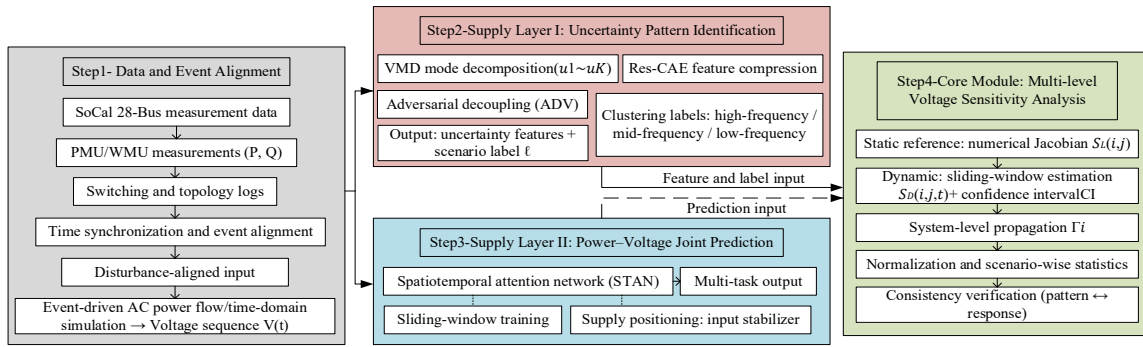 Step1- Data and Event Alignment
SoCal 28-Bus measurement data
PMU/WMU measurements (P, Q)
Switching and topology logs
Time synchronization and event alignment
Disturbance-aligned input
Event-driven AC power flow/time-domain
simulation → Voltage sequence V(t)
Step2-Supply Layer I: Uncertainty Pattern Identification
VMD mode decomposition(u1~uK)
Res-CAE feature compression
Adversarial decoupling (ADV)
Clustering labels: high-frequency /
mid-frequency / low-frequency
Output: uncertainty features +
scenario label ℓ
Feature and label input
Prediction input
Step3-Supply Layer II: Power–Voltage Joint Prediction
Spatiotemporal attention network (STAN)
Multi-task output
Sliding-window training
Supply positioning: input stabilizer
Step4-Core Module: Multi-level
Voltage Sensitivity Analysis
Static reference: numerical Jacobian SL(i,j)
Dynamic: sliding-window estimation
SD(i,j,t)+ confidence intervalCI
System-level propagation Γi
Normalization and scenario-wise statistics
Consistency verification (pattern ↔
response)